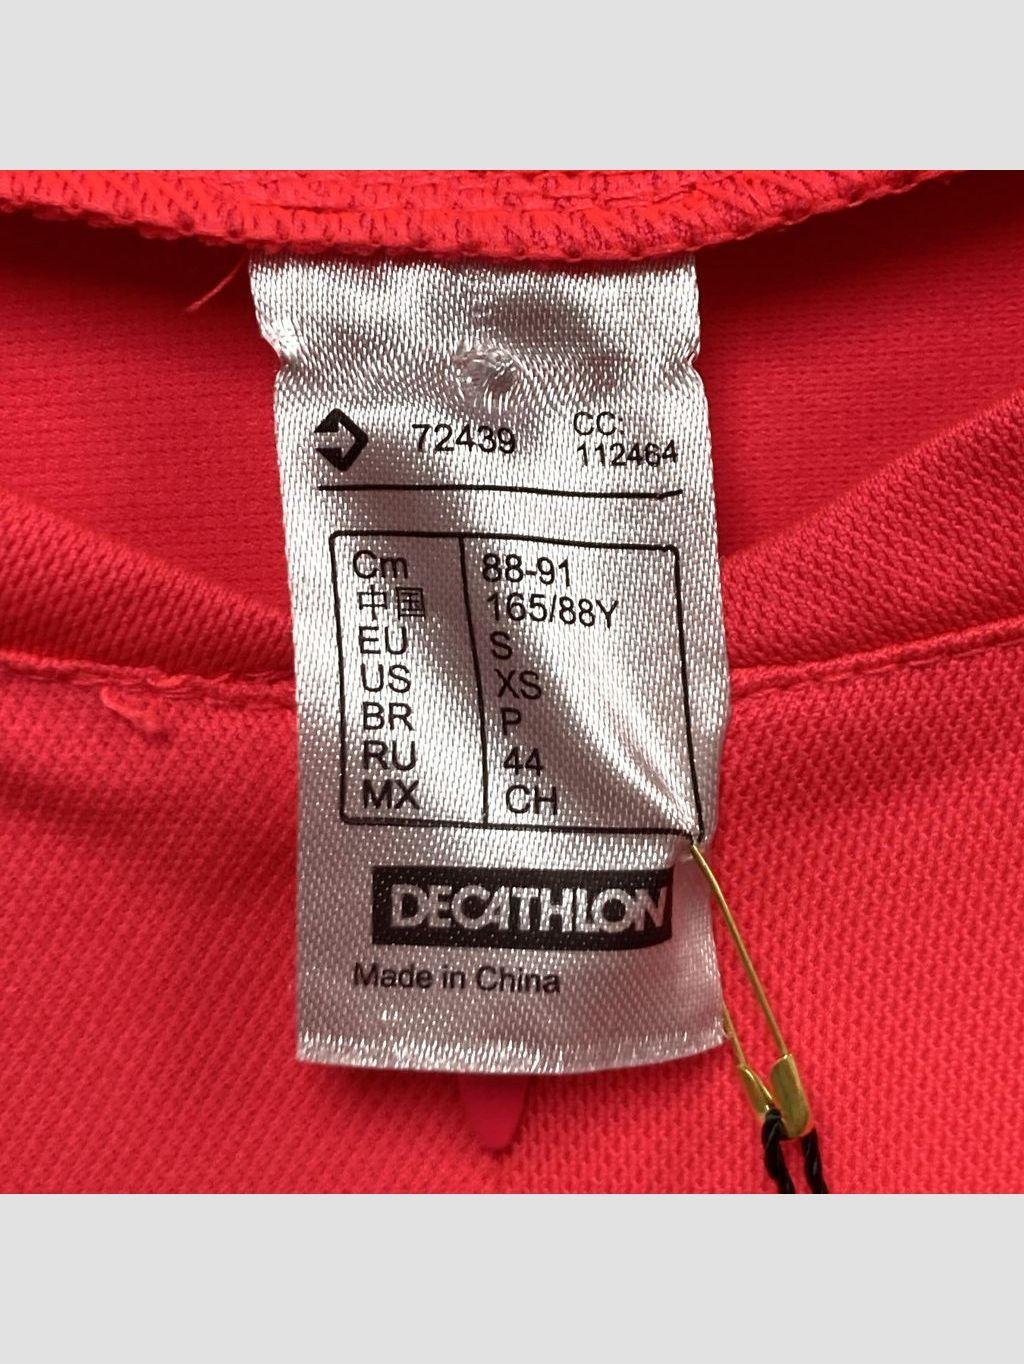 72439 CC:
112464
Cm 88-91
中国 165/88Y
EU S
US XS
BR P
RU 44
MX CH
DECATHLON
Made in China